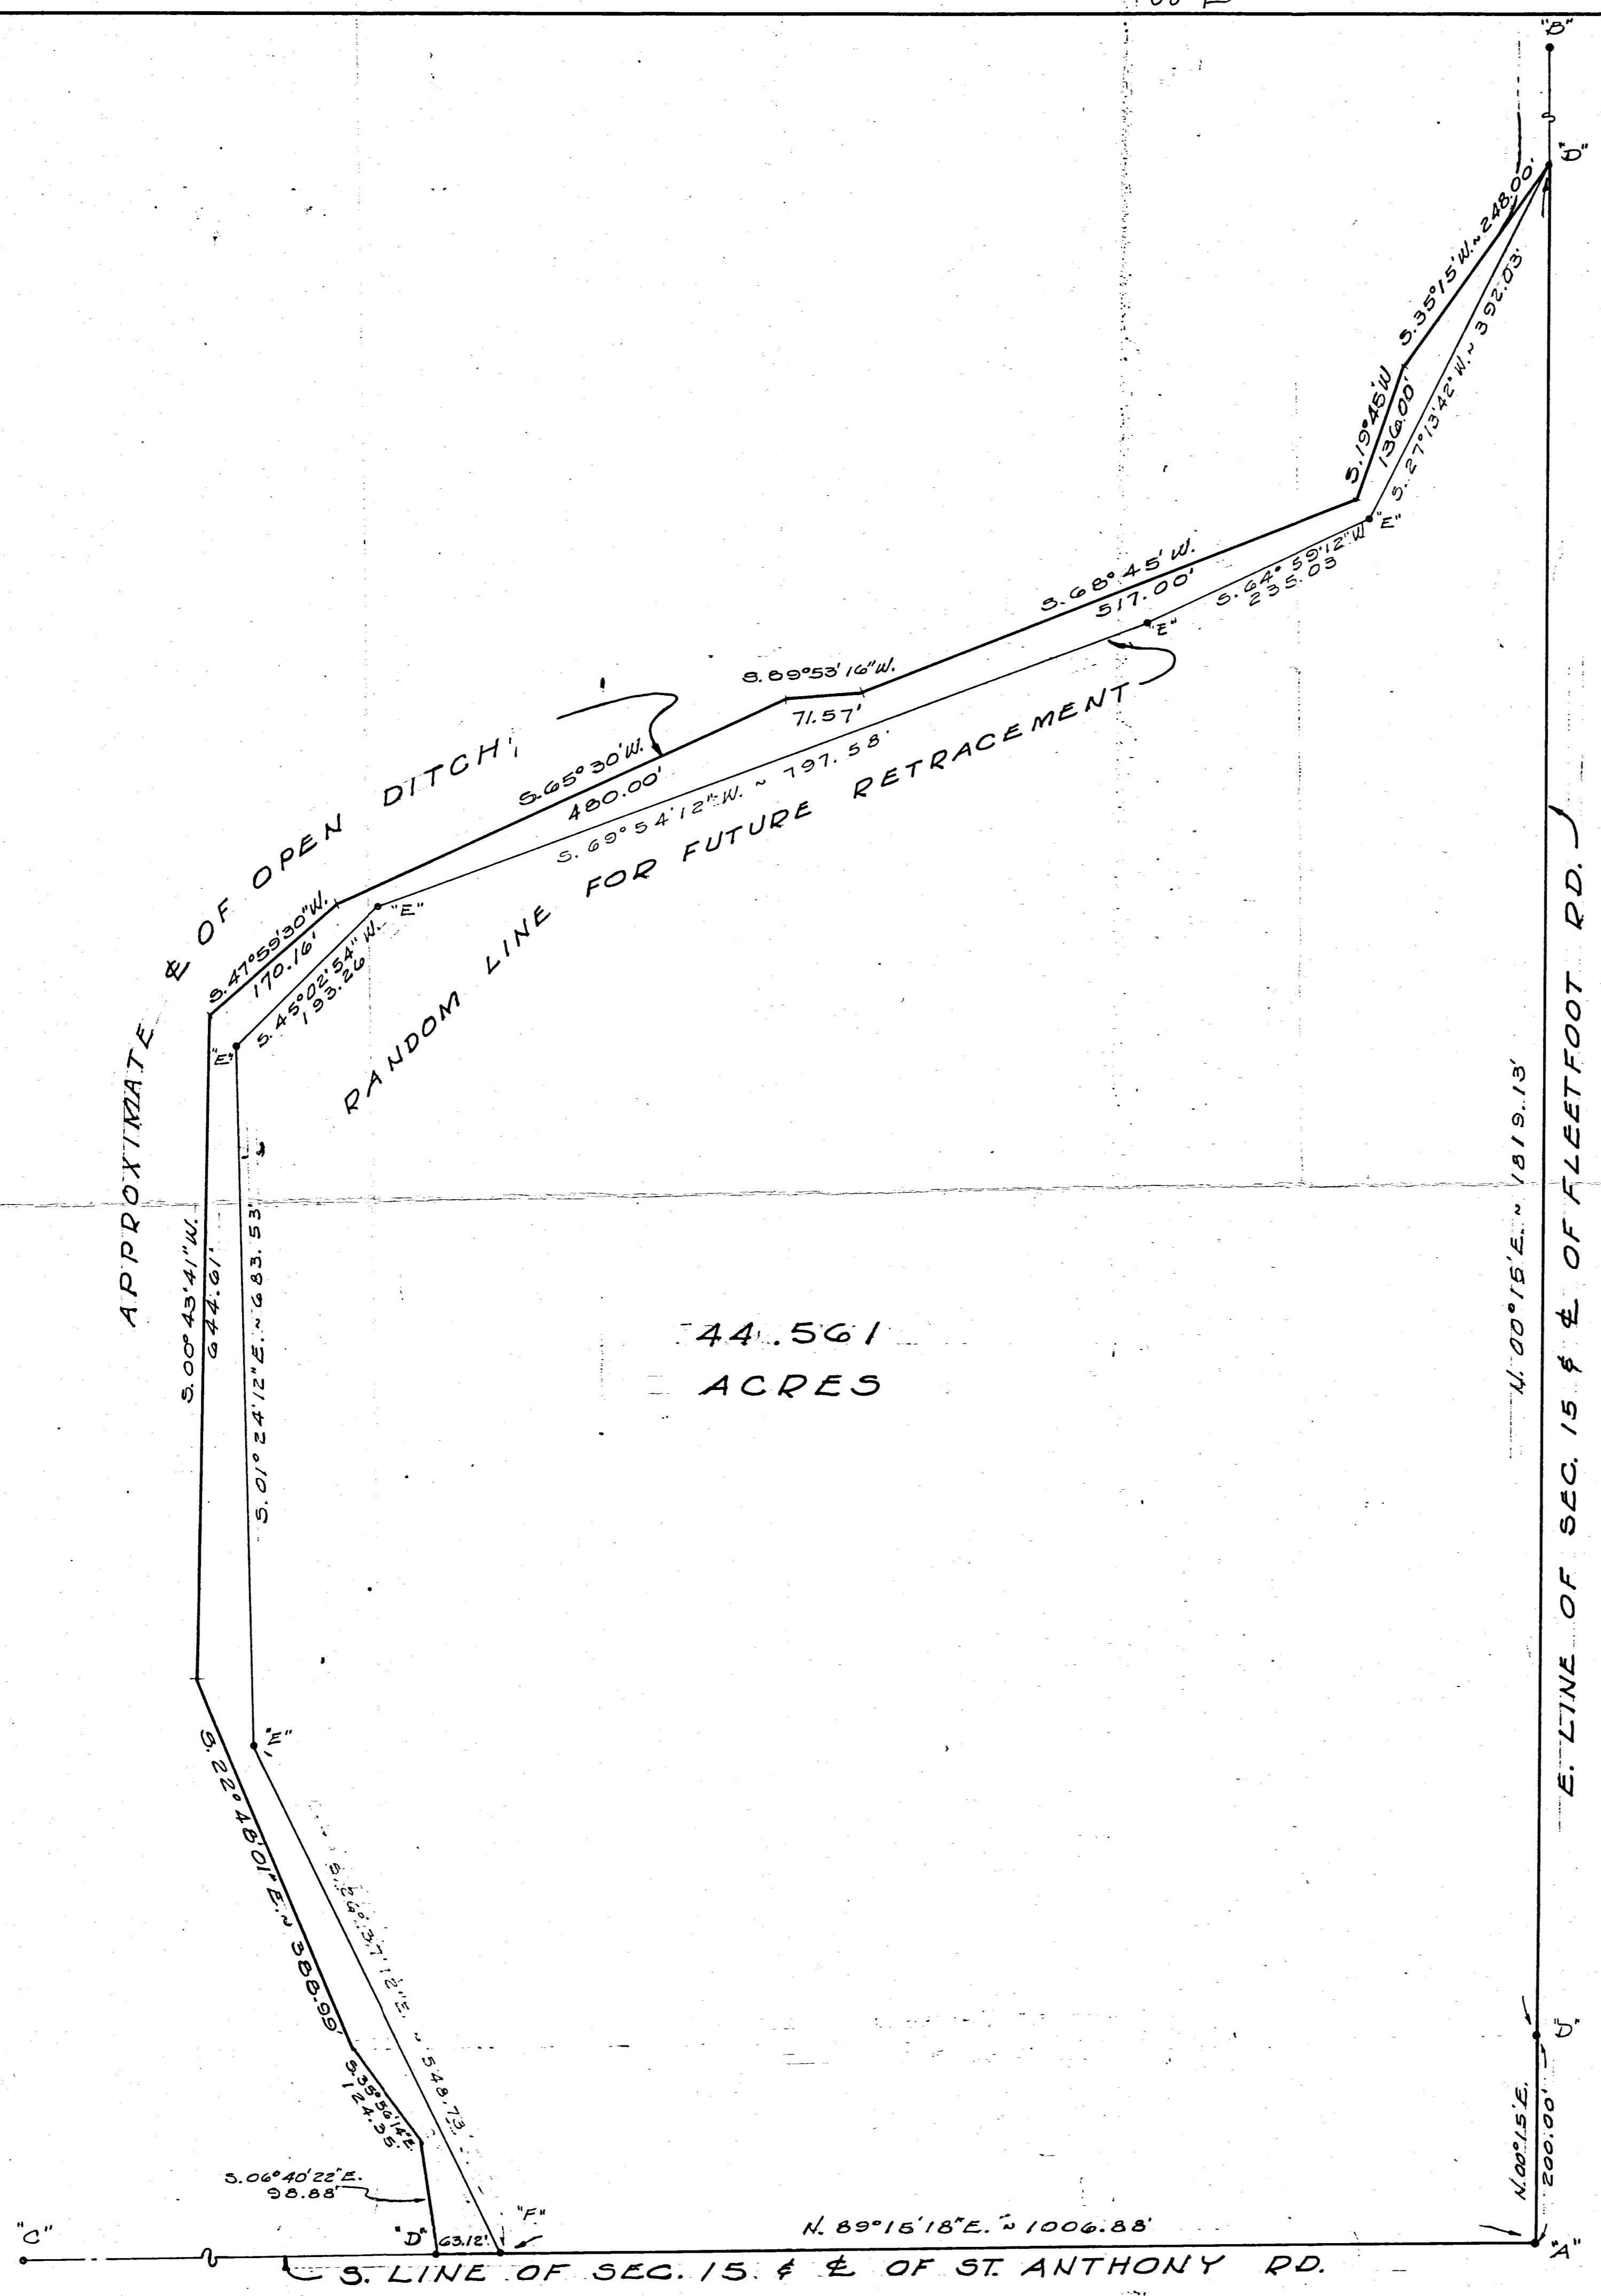 "B"
"D"
S. 35°15' W. ~ 248.00'
S. 27°13'42" W. ~ 392.03'
S. 19°45' W
136.00'
"E"
S. 64°59'12" W
235.03
S. 68°45' W.
517.00'
"E"
S. 89°53'16" W.
71.57'
S. 65°30' W.
480.00'
S. 69°54'12" W. ~ 797.58'
APPROXIMATE ℄ OF OPEN DITCH
RANDOM LINE FOR FUTURE RETRACEMENT
S. 47°59'30" W.
170.16'
"E"
S. 45°02'54" W.
193.26
"E"
S. 00°43'41" W.
644.61'
S. 01°24'12" E. ~ 683.53'
44.561
ACRES
N. 00°15' E. ~ 1819.13'
E. LINE OF SEC. 15 & ℄ OF FLEETFOOT RD.
"E"
S. 22°48'01" E. ~ 388.99'
S. 26°37'12" E. ~ 548.73
S. 35°56'14" E.
124.35'
S. 06°40'22" E.
98.88'
N. 00°15' E.
200.00'
"C"
"D"
63.12'
"F"
N. 89°15'18" E. ~ 1006.88'
"A"
S. LINE OF SEC. 15 & ℄ OF ST. ANTHONY RD.